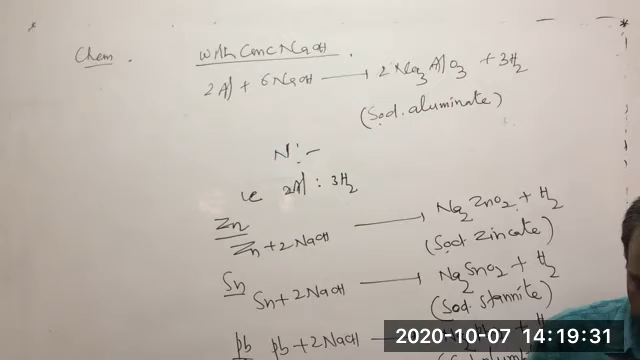 Chem. with Conc NaOH.
2Al + 6NaOH → 2Na₃AlO₃ + 3H₂
(Sod. aluminate)
N :-
ie 2Al : 3H₂
Zn
Zn + 2NaOH → Na₂ZnO₂ + H₂
(Sod. Zincate)
Sn
Sn + 2NaOH → Na₂SnO₂ + H₂
(Sod. stannite)
Pb Pb + 2NaOH
2020-10-07 14:19:31